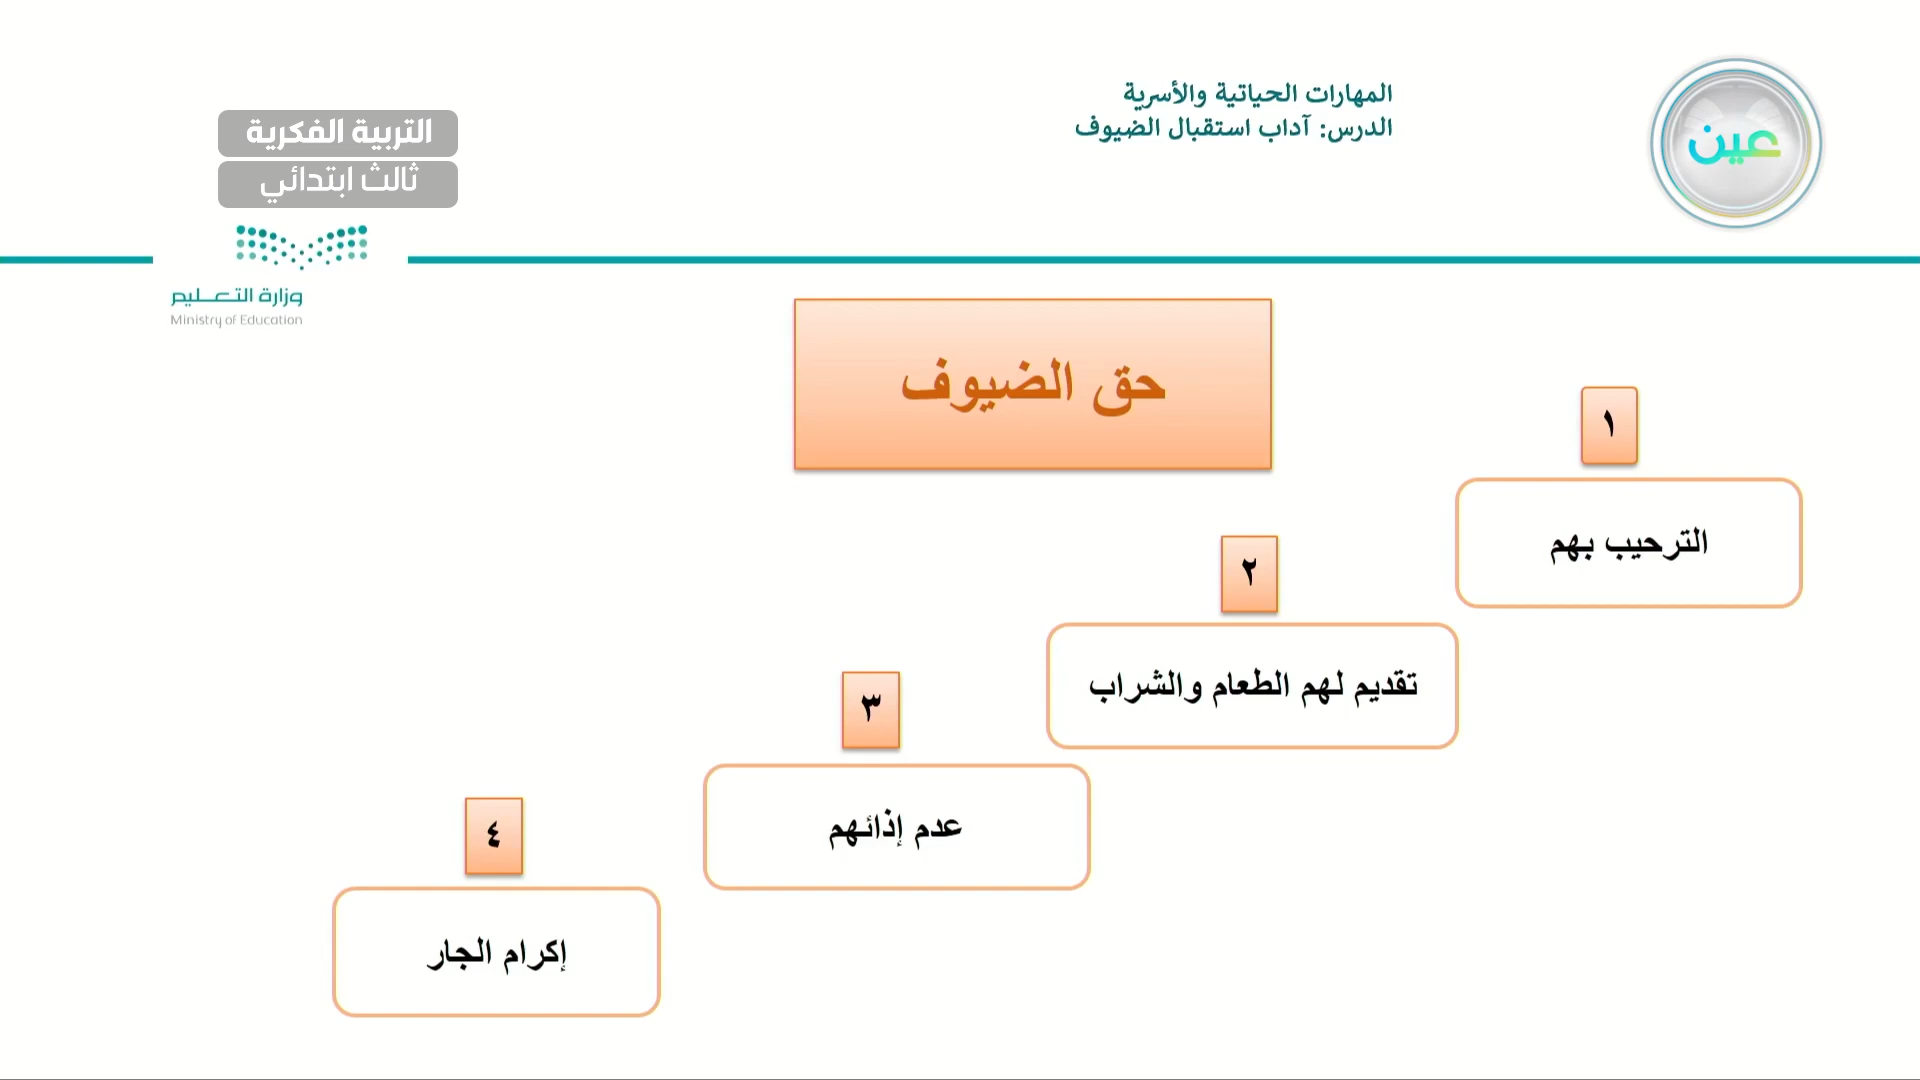 المهارات الحياتية والأسرية
الدرس: آداب استقبال الضيوف
عين
التربية الفكرية
ثالث ابتدائي
وزارة التعليم
Ministry of Education
حق الضيوف
١
الترحيب بهم
٢
تقديم لهم الطعام والشراب
٣
عدم إذائهم
٤
إكرام الجار